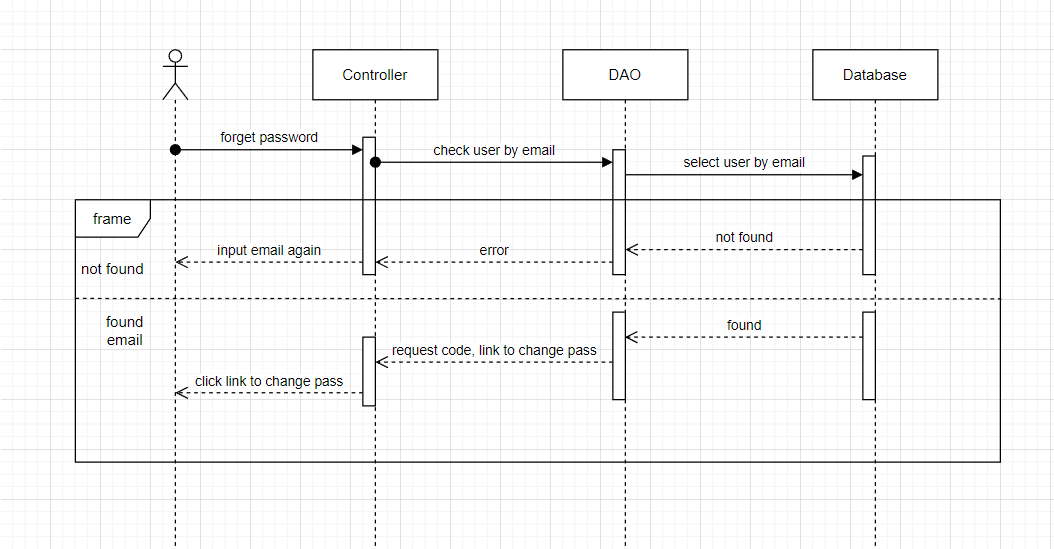 Controller
DAO
Database
forget password
check user by email
select user by email
frame
not found
input email again
error
not found
found
email
found
request code, link to change pass
click link to change pass